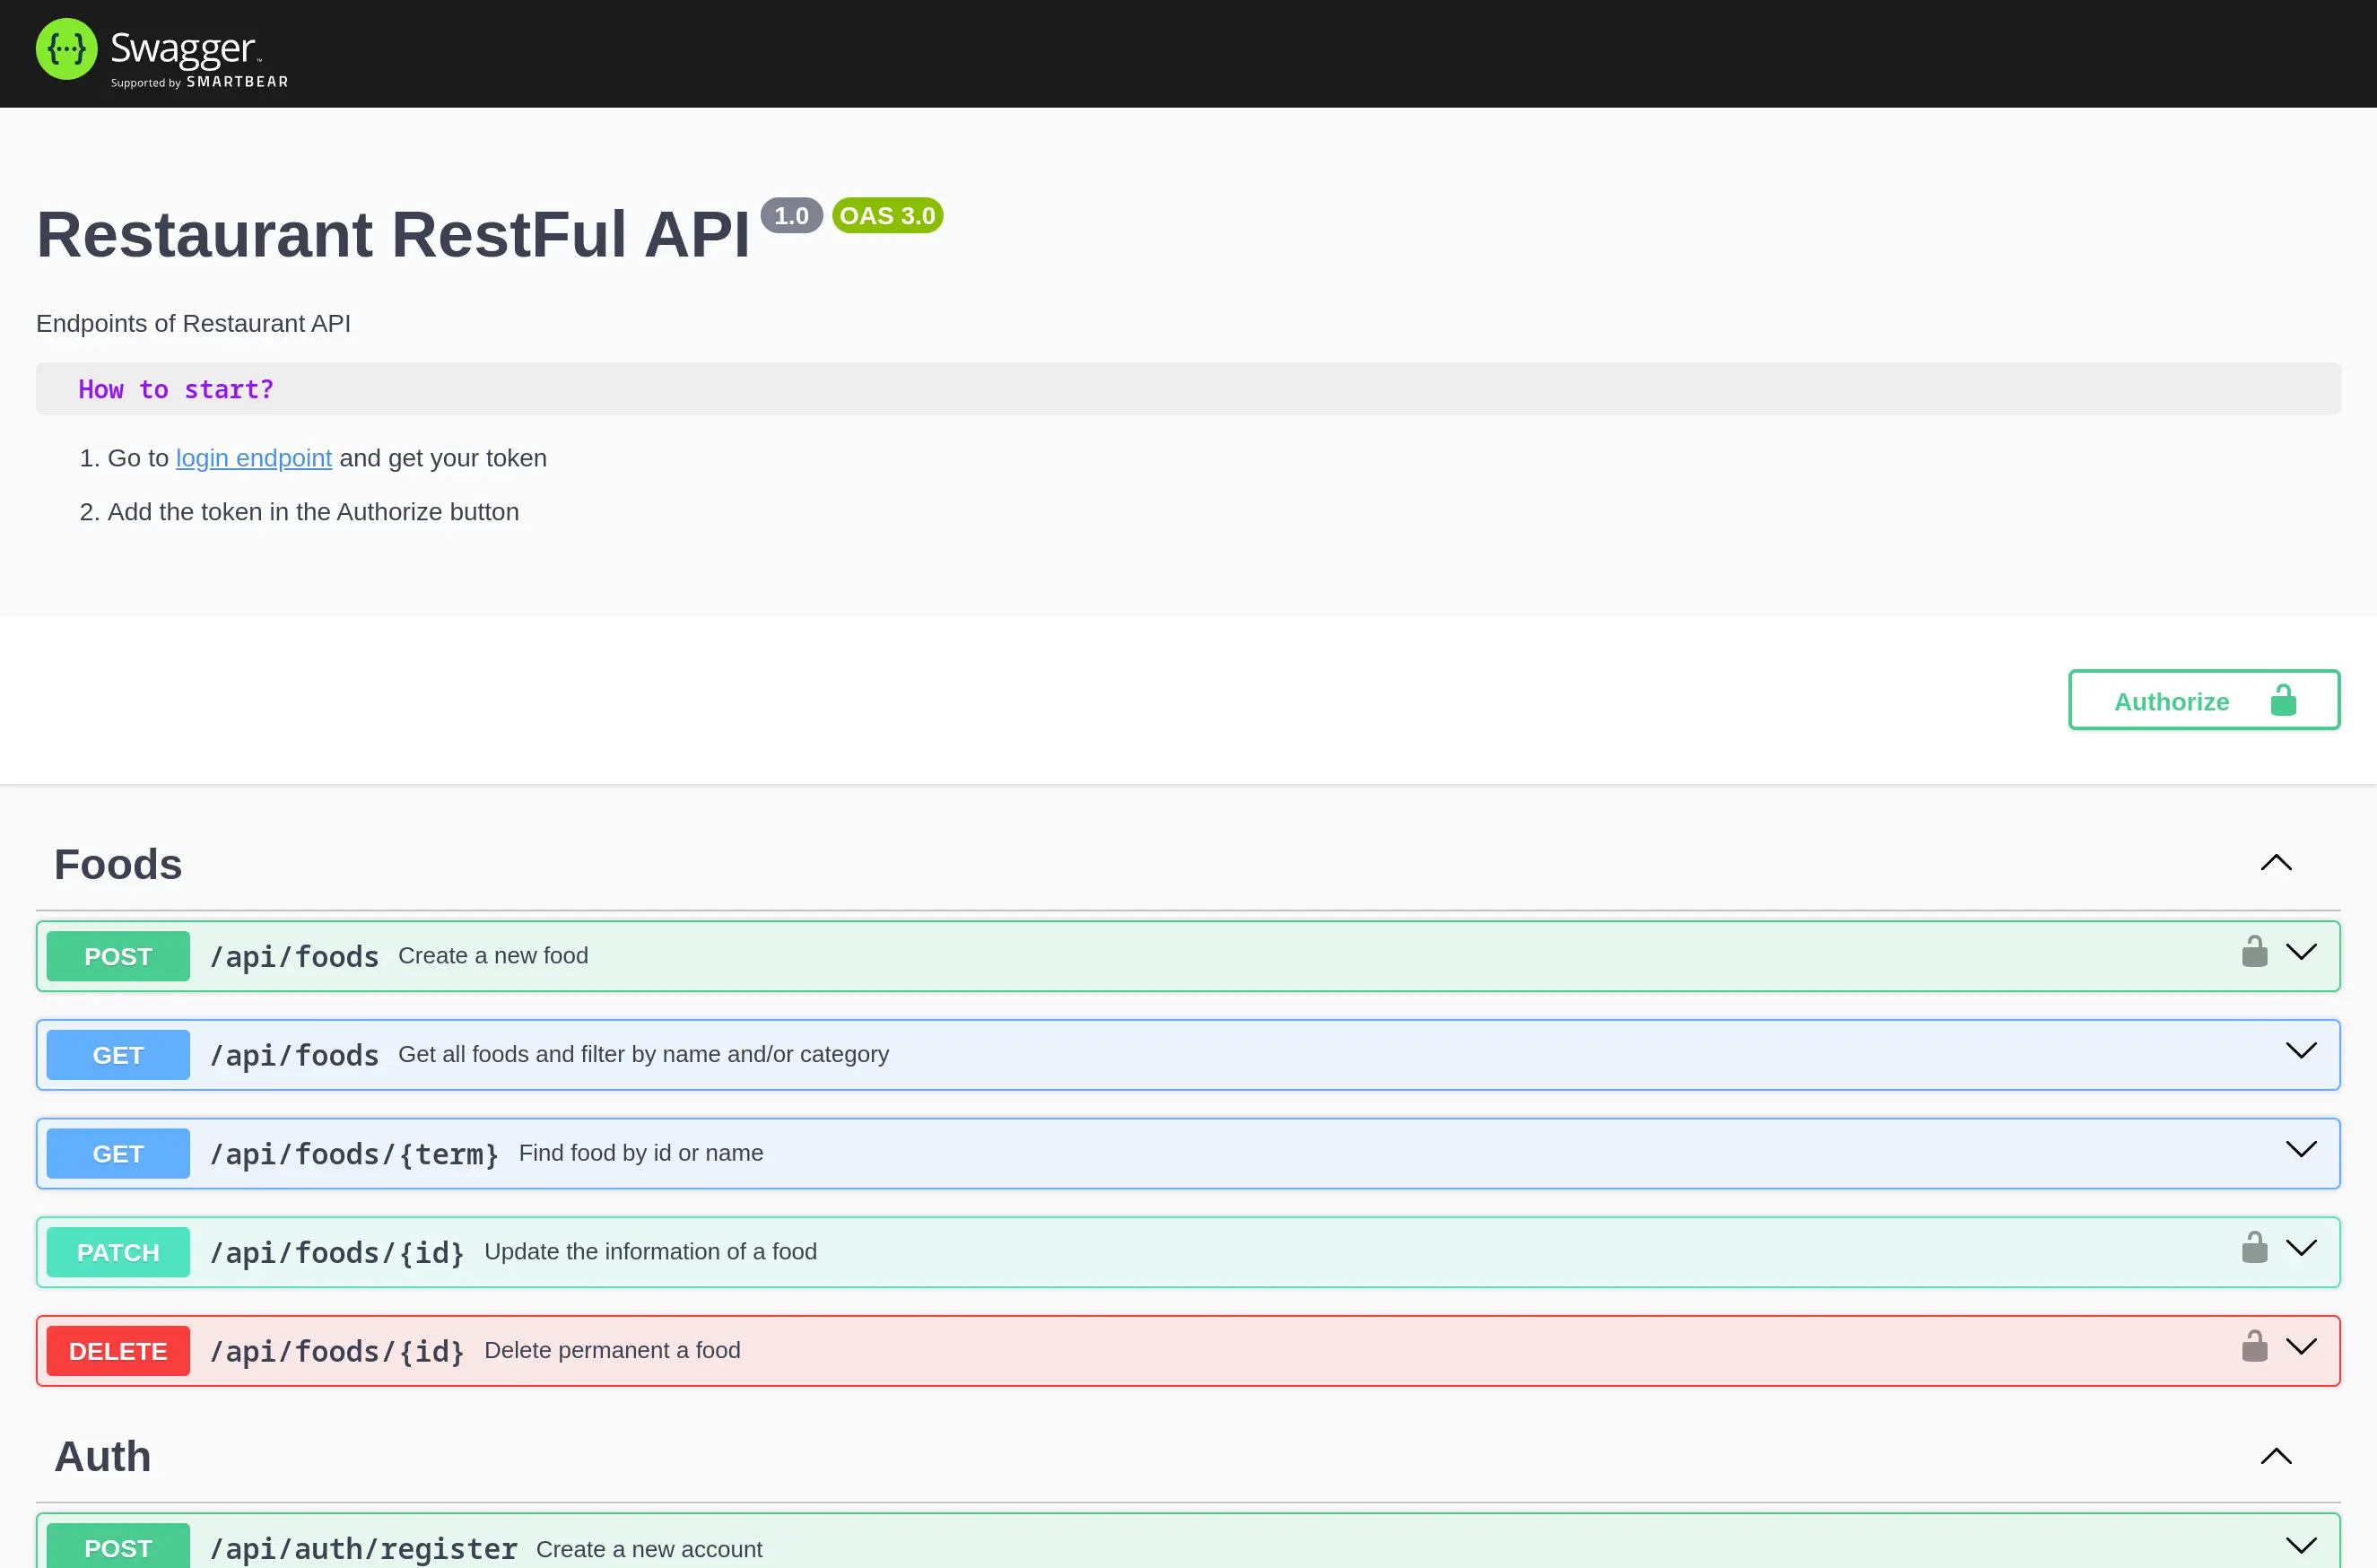 {···} Swagger™
Supported by SMARTBEAR
Restaurant RestFul API 1.0 OAS 3.0
Endpoints of Restaurant API
How to start?
1. Go to login endpoint and get your token
2. Add the token in the Authorize button
Authorize
Foods
POST /api/foods Create a new food
GET /api/foods Get all foods and filter by name and/or category
GET /api/foods/{term} Find food by id or name
PATCH /api/foods/{id} Update the information of a food
DELETE /api/foods/{id} Delete permanent a food
Auth
POST /api/auth/register Create a new account